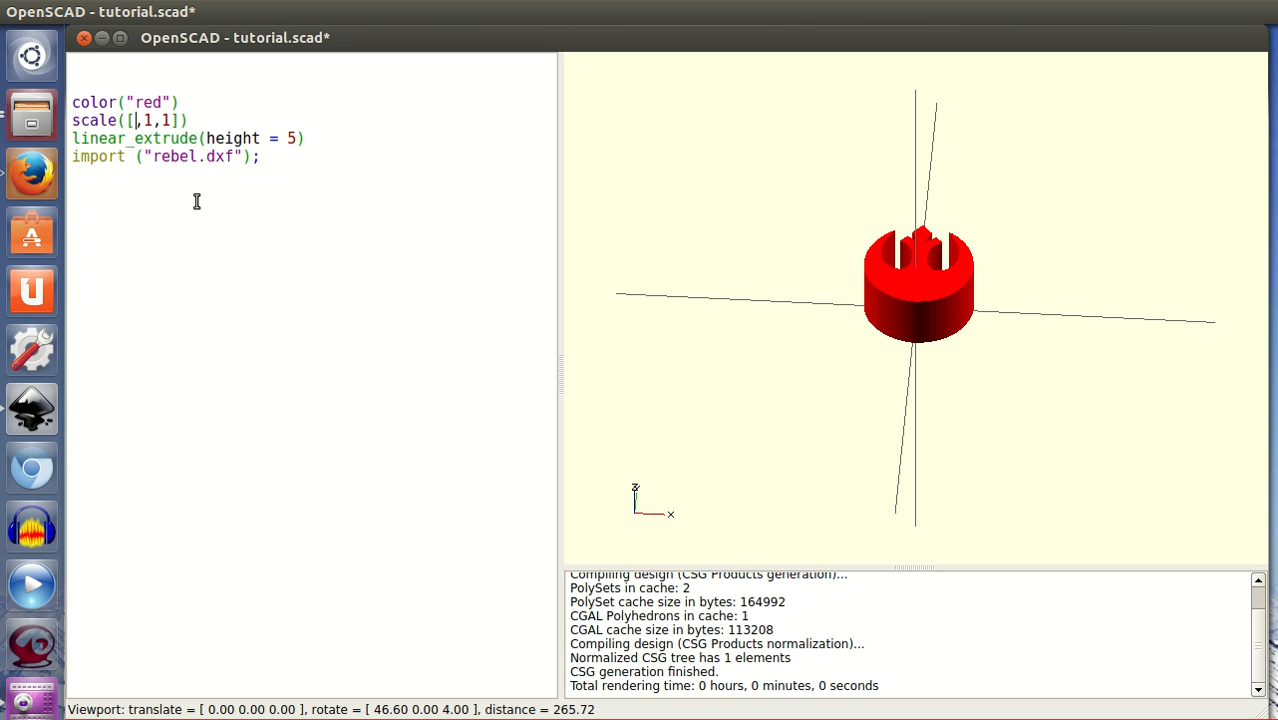 OpenSCAD - tutorial.scad*
OpenSCAD - tutorial.scad*
color("red")
scale([,1,1])
linear_extrude(height = 5)
import ("rebel.dxf");
Z
X
Compiling design (CSG Products generation)...
PolySets in cache: 2
PolySet cache size in bytes: 164992
CGAL Polyhedrons in cache: 1
CGAL cache size in bytes: 113208
Compiling design (CSG Products normalization)...
Normalized CSG tree has 1 elements
CSG generation finished.
Total rendering time: 0 hours, 0 minutes, 0 seconds
Viewport: translate = [ 0.00 0.00 0.00 ], rotate = [ 46.60 0.00 4.00 ], distance = 265.72